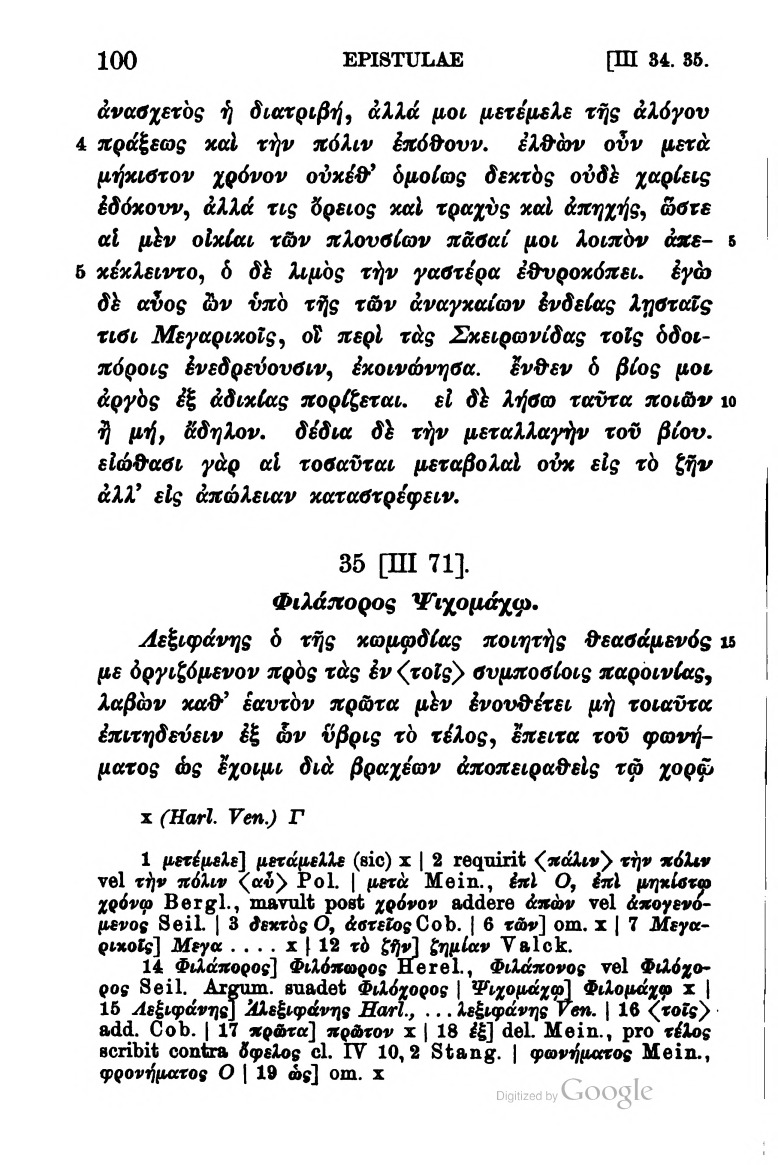 100 EPISTULAE [III 34. 35.
ἀνασχετὸς ἡ διατριβή, ἀλλά μοι μετέμελε τῆς ἀλόγου
4 πράξεως καὶ τὴν πόλιν ἐπόθουν. ἐλθὼν οὖν μετὰ
μήκιστον χρόνον οὐκέθ’ ὁμοίως δεκτὸς οὐδὲ χαρίεις
ἐδόκουν, ἀλλά τις ὄρειος καὶ τραχὺς καὶ ἀπηχής, ὥστε
αἱ μὲν οἰκίαι τῶν πλουσίων πᾶσαί μοι λοιπὸν ἀπε- 5
5 κέκλειντο, ὁ δὲ λιμὸς τὴν γαστέρα ἐθυροκόπει. ἐγὼ
δὲ αὖος ὢν ὑπὸ τῆς τῶν ἀναγκαίων ἐνδείας λῃσταῖς
τισι Μεγαρικοῖς, οἳ περὶ τὰς Σκειρωνίδας τοῖς ὁδοι-
πόροις ἐνεδρεύουσιν, ἐκοινώνησα. ἔνθεν ὁ βίος μοι
ἀργὸς ἐξ ἀδικίας πορίζεται. εἰ δὲ λήσω ταῦτα ποιῶν 10
ἢ μή, ἄδηλον. δέδια δὲ τὴν μεταλλαγὴν τοῦ βίου.
εἰώθασι γὰρ αἱ τοσαῦται μεταβολαὶ οὐκ εἰς τὸ ζῆν
ἀλλ’ εἰς ἀπώλειαν καταστρέφειν.
35 [III 71].
Φιλάπορος Ψιχομάχῳ.
Λεξιφάνης ὁ τῆς κωμῳδίας ποιητὴς θεασάμενός 15
με ὀργιζόμενον πρὸς τὰς ἐν ⟨τοῖς⟩ συμποσίοις παροινίας,
λαβὼν καθ’ ἑαυτὸν πρῶτα μὲν ἐνουθέτει μὴ τοιαῦτα
ἐπιτηδεύειν ἐξ ὧν ὕβρις τὸ τέλος, ἔπειτα τοῦ φωνή-
ματος ὡς ἔχοιμι διὰ βραχέων ἀποπειραθεὶς τῷ χορῷ
x (Harl. Ven.) Γ
1 μετέμελε] μετάμελλε (sic) x | 2 requirit ⟨πάλιν⟩ τὴν πόλιν
vel τὴν πόλιν ⟨αὖ⟩ Pol. | μετὰ Mein., ἐπὶ O, ἐπὶ μηκίστῳ
χρόνῳ Bergl., mavult post χρόνον addere ἀπὼν vel ἀπογενό-
μενος Seil. | 3 δεκτὸς O, ἀστεῖος Cob. | 6 τῶν] om. x | 7 Μεγα-
ρικοῖς] Μεγα . . . . x | 12 τὸ ζῆν] ζημίαν Valck.
14 Φιλάπορος] Φιλόπωρος Herel., Φιλάπονος vel Φιλόχο-
ρος Seil. Argum. suadet Φιλόχορος | Ψιχομάχῳ] Φιλομάχῳ x |
15 Λεξιφάνης] Ἀλεξιφάνης Harl., . . . λεξιφάνης Ven. | 16 ⟨τοῖς⟩
add. Cob. | 17 πρῶτα] πρῶτον x | 18 ἐξ] del. Mein., pro τέλος
scribit contra ὄφελος cl. IV 10, 2 Stang. | φωνήματος Mein.,
φρονήματος O | 19 ὡς] om. x
Digitized by Google